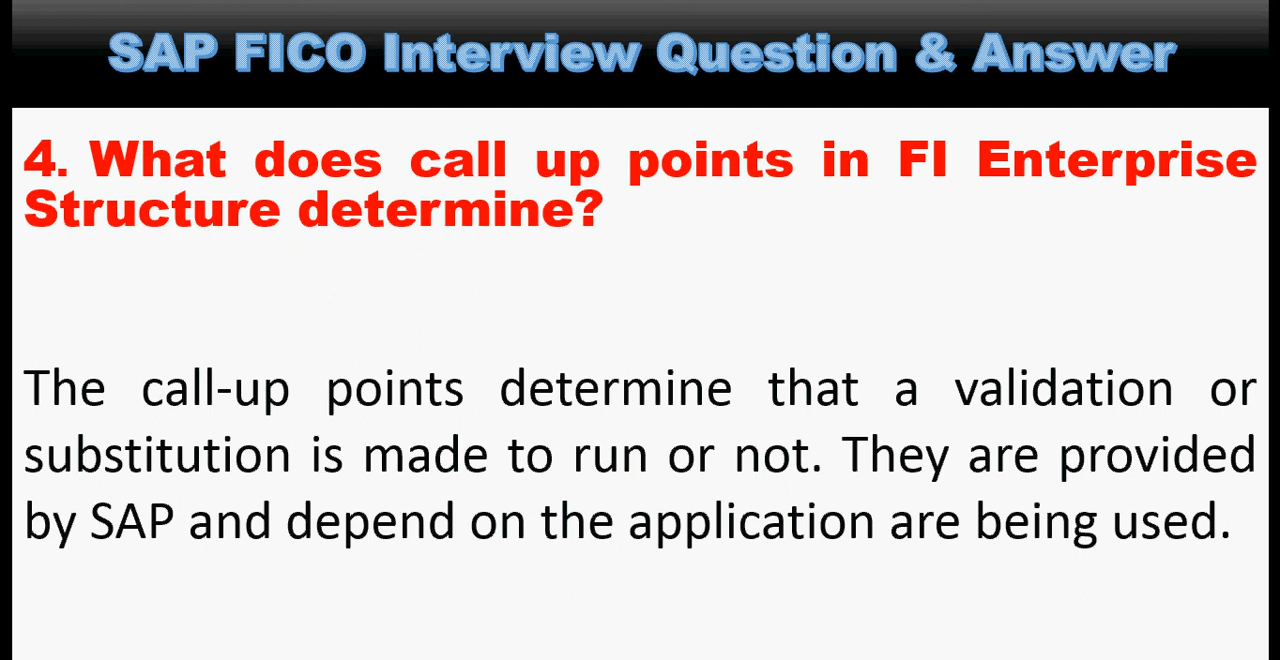 SAP FICO Interview Question & Answer
4. What does call up points in FI Enterprise
Structure determine?
The call-up points determine that a validation or
substitution is made to run or not. They are provided
by SAP and depend on the application are being used.